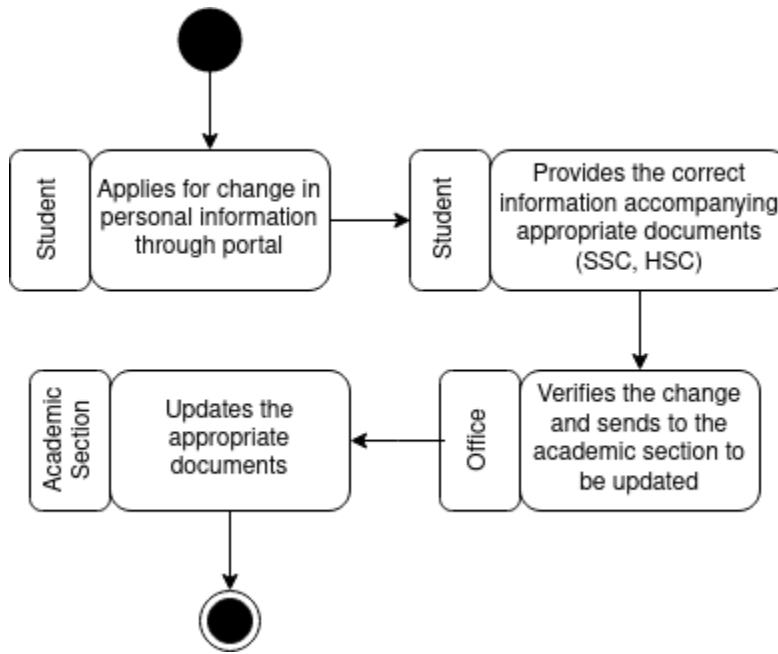 Student
Applies for change in
personal information
through portal
Student
Provides the correct
information accompanying
appropriate documents
(SSC, HSC)
Office
Verifies the change
and sends to the
academic section to
be updated
Academic
Section
Updates the
appropriate
documents